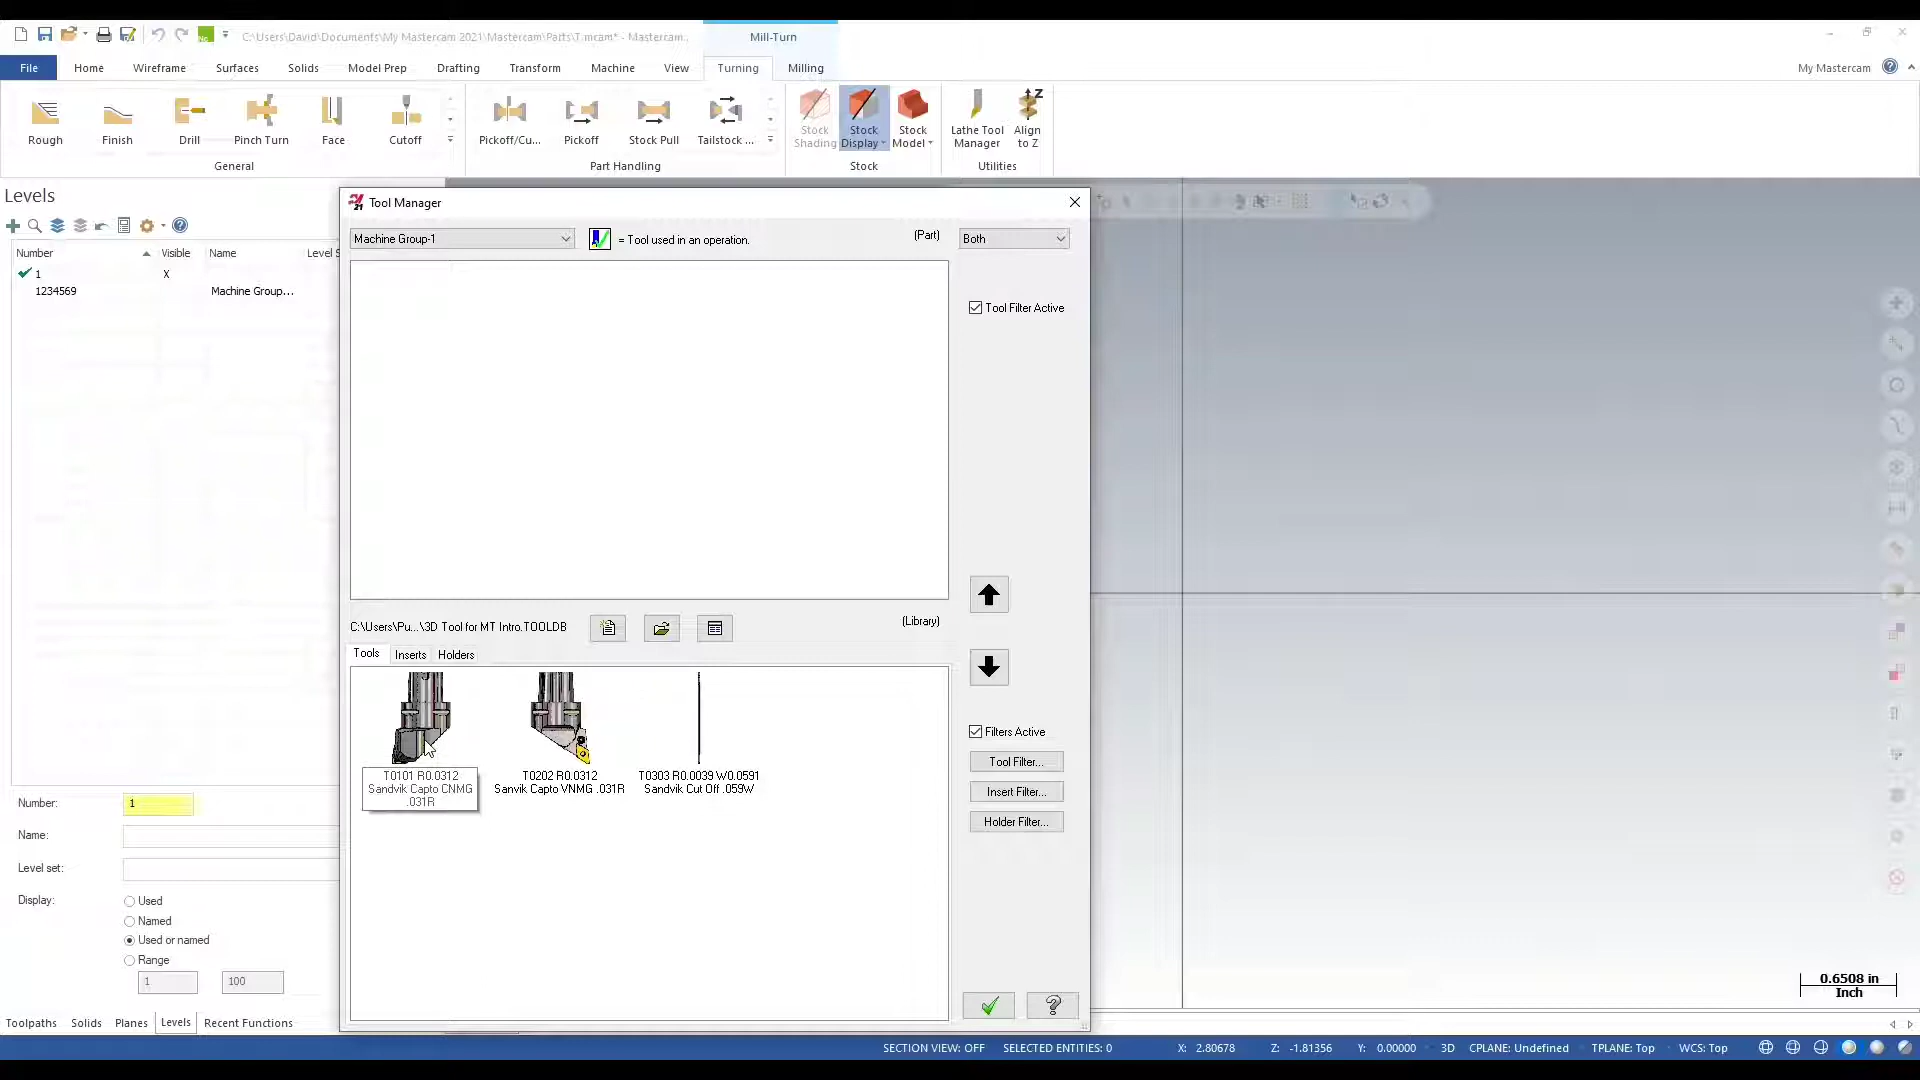 C:\Users\David\Documents\My Mastercam 2021\Mastercam\Parts\T.mcam* - Mastercam...
Mill-Turn
File
Home
Wireframe
Surfaces
Solids
Model Prep
Drafting
Transform
Machine
View
Turning
Milling
My Mastercam
Rough
Finish
Drill
Pinch Turn
Face
Cutoff
Pickoff/Cu...
Pickoff
Stock Pull
Tailstock ...
Stock Shading
Stock Display
Stock Model
Lathe Tool Manager
Align to Z
General
Part Handling
Stock
Utilities
Levels
Tool Manager
Machine Group-1
= Tool used in an operation.
(Part)
Both
Number
Visible
Name
Level S
1
X
1234569
Machine Group...
Tool Filter Active
C:\Users\Pu...\3D Tool for MT Intro.TOOLDB
(Library)
Tools
Inserts
Holders
T0101 R0.0312
Sandvik Capto CNMG
.031R
T0202 R0.0312
Sanvik Capto VNMG .031R
T0303 R0.0039 W0.0591
Sandvik Cut Off .059W
Filters Active
Tool Filter...
Insert Filter...
Holder Filter...
Number:
1
Name:
Level set:
Display:
Used
Named
Used or named
Range
1
100
0.6508 in
Inch
Toolpaths
Solids
Planes
Levels
Recent Functions
SECTION VIEW: OFF
SELECTED ENTITIES: 0
X: 2.80678
Z: -1.81356
Y: 0.00000
3D
CPLANE: Undefined
TPLANE: Top
WCS: Top